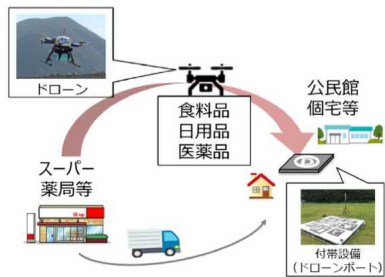 ドローン
食料品
日用品
医薬品
公民館
個宅等
スーパー
薬局等
D
付帯設備
(ドローンポート)